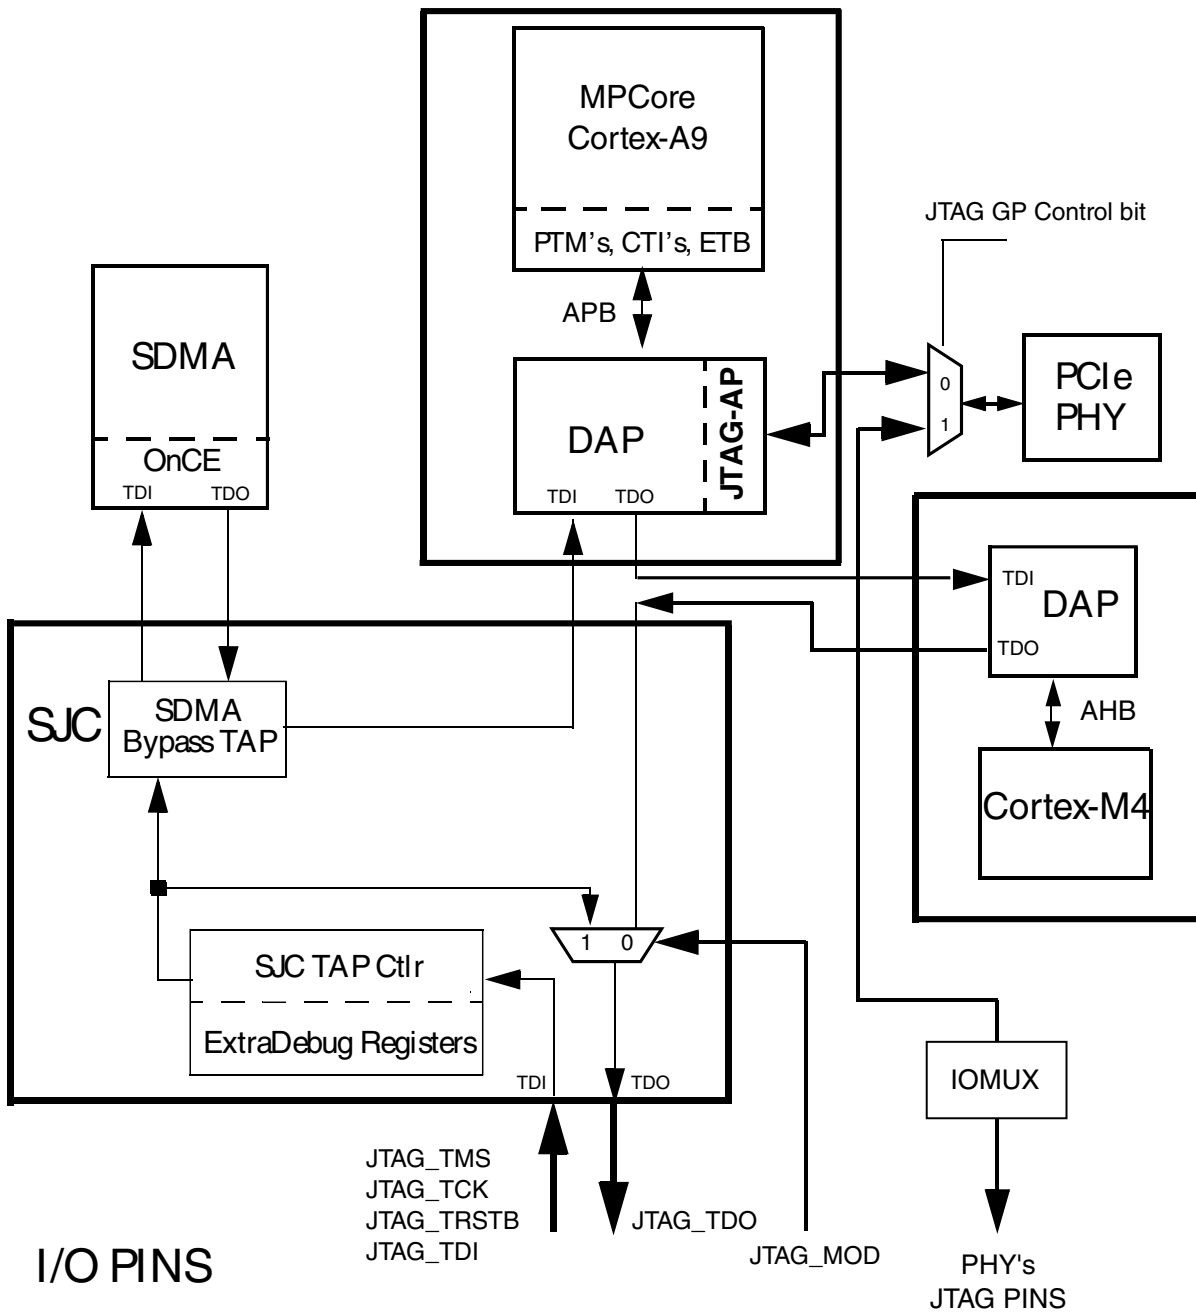 MPCore
Cortex-A9
PTM's, CTI's, ETB
JTAG GP Control bit
APB
SDMA
OnCE
TDI
TDO
DAP
JTAG-AP
TDI
TDO
0
1
PCIe
PHY
TDI
DAP
TDO
AHB
Cortex-M4
SJC
SDMA
Bypass TAP
1
0
SJC TAP Ctlr
ExtraDebug Registers
TDI
TDO
IOMUX
JTAG_TMS
JTAG_TCK
JTAG_TRSTB
JTAG_TDI
JTAG_TDO
JTAG_MOD
I/O PINS
PHY's
JTAG PINS